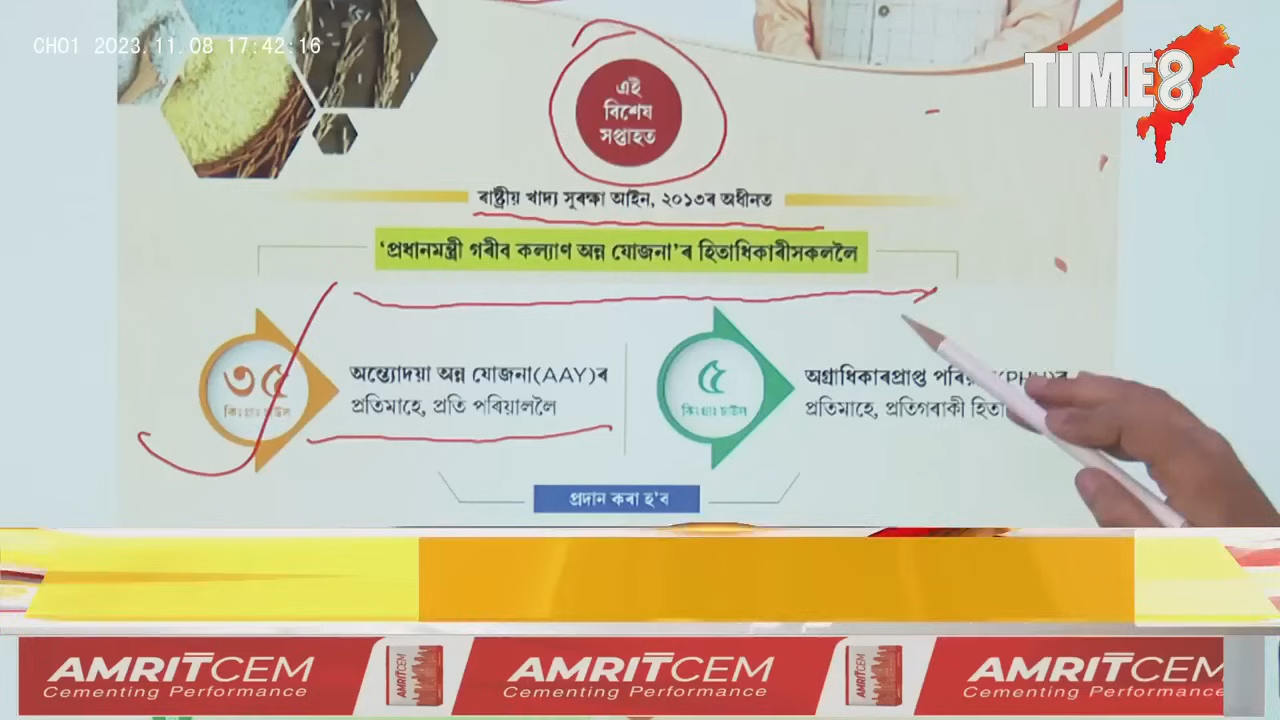 CH01 2023.11.08 17:42:16
TIME8
এই
বিশেষ
সপ্তাহত
ৰাষ্ট্ৰীয় খাদ্য সুৰক্ষা আইন, ২০১৩ৰ অধীনত
‘প্ৰধানমন্ত্ৰী গৰীব কল্যাণ অন্ন যোজনা’ৰ হিতাধিকাৰীসকললৈ
৩৫
কিঃগ্ৰাঃ চাউল
অন্ত্যোদয়া অন্ন যোজনা(AAY)ৰ
প্ৰতিমাহে, প্ৰতি পৰিয়াললৈ
৫
কিঃগ্ৰাঃ চাউল
অগ্ৰাধিকাৰপ্ৰাপ্ত
প্ৰতিমাহে, প্ৰতিগৰাকী
প্ৰদান কৰা হ’ব
AMRITCEM
Cementing Performance
AMRITCEM
Cementing Performance
AMRITCEM
Cementing Performance